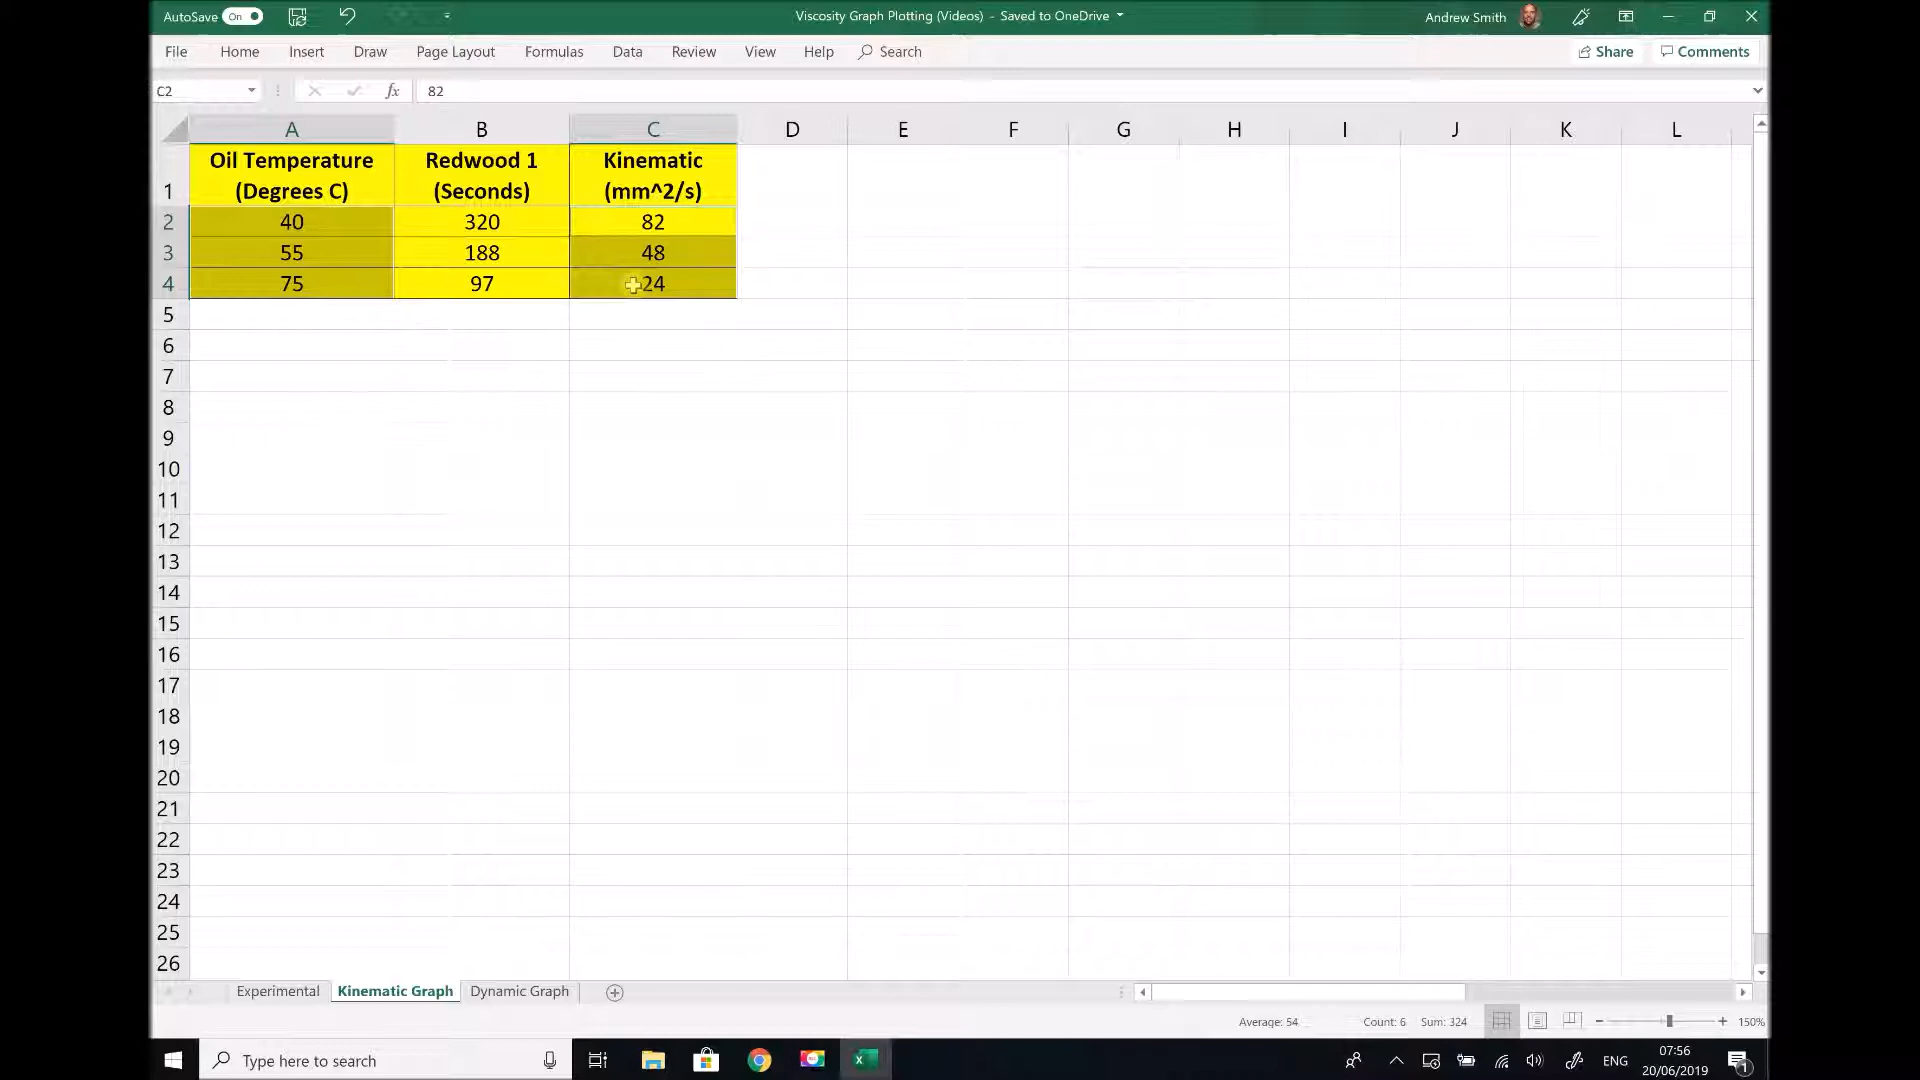 AutoSave On
Viscosity Graph Plotting (Videos) - Saved to OneDrive
Andrew Smith
File Home Insert Draw Page Layout Formulas Data Review View Help Search
Share Comments
C2 fx 82
A B C D E F G H I J K L
Oil Temperature Redwood 1 Kinematic
1 (Degrees C) (Seconds) (mm^2/s)
2 40 320 82
3 55 188 48
4 75 97 24
5
6
7
8
9
10
11
12
13
14
15
16
17
18
19
20
21
22
23
24
25
26
Experimental Kinematic Graph Dynamic Graph
Average: 54 Count: 6 Sum: 324 150%
Type here to search
ENG
07:56
20/06/2019
1